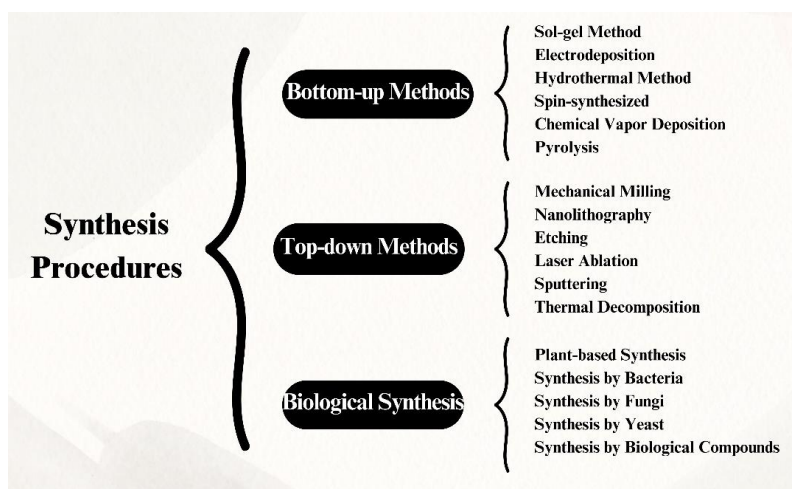 Synthesis
Procedures
Bottom-up Methods
Sol-gel Method
Electrodeposition
Hydrothermal Method
Spin-synthesized
Chemical Vapor Deposition
Pyrolysis
Top-down Methods
Mechanical Milling
Nanolithography
Etching
Laser Ablation
Sputtering
Thermal Decomposition
Biological Synthesis
Plant-based Synthesis
Synthesis by Bacteria
Synthesis by Fungi
Synthesis by Yeast
Synthesis by Biological Compounds